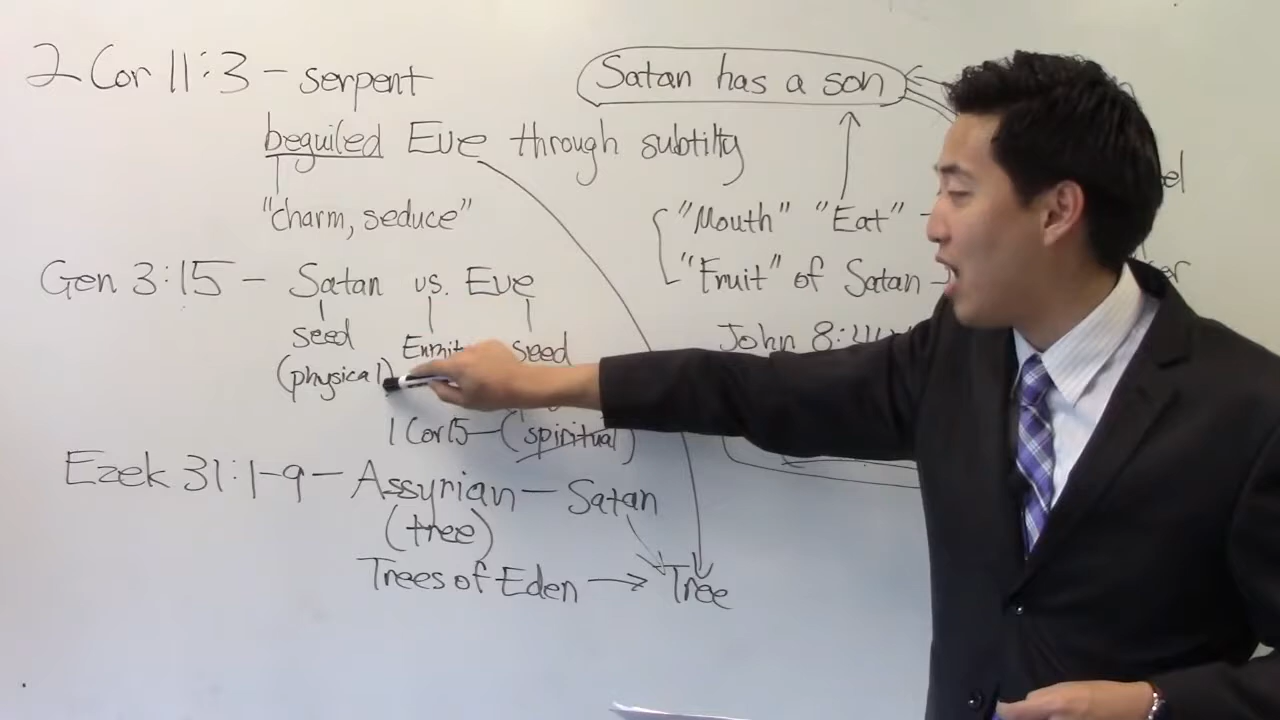 2 Cor 11:3 - serpent
beguiled Eve through subtilty
"charm, seduce"
Gen 3:15 - Satan vs. Eve
seed seed
(physical)
1 Cor 15 - (spiritual)
Ezek 31:1-9 - Assyrian - Satan
(tree)
Trees of Eden → Tree
Satan has a son
"Mouth" "Eat" -
"Fruit" of Satan -
John 8:44